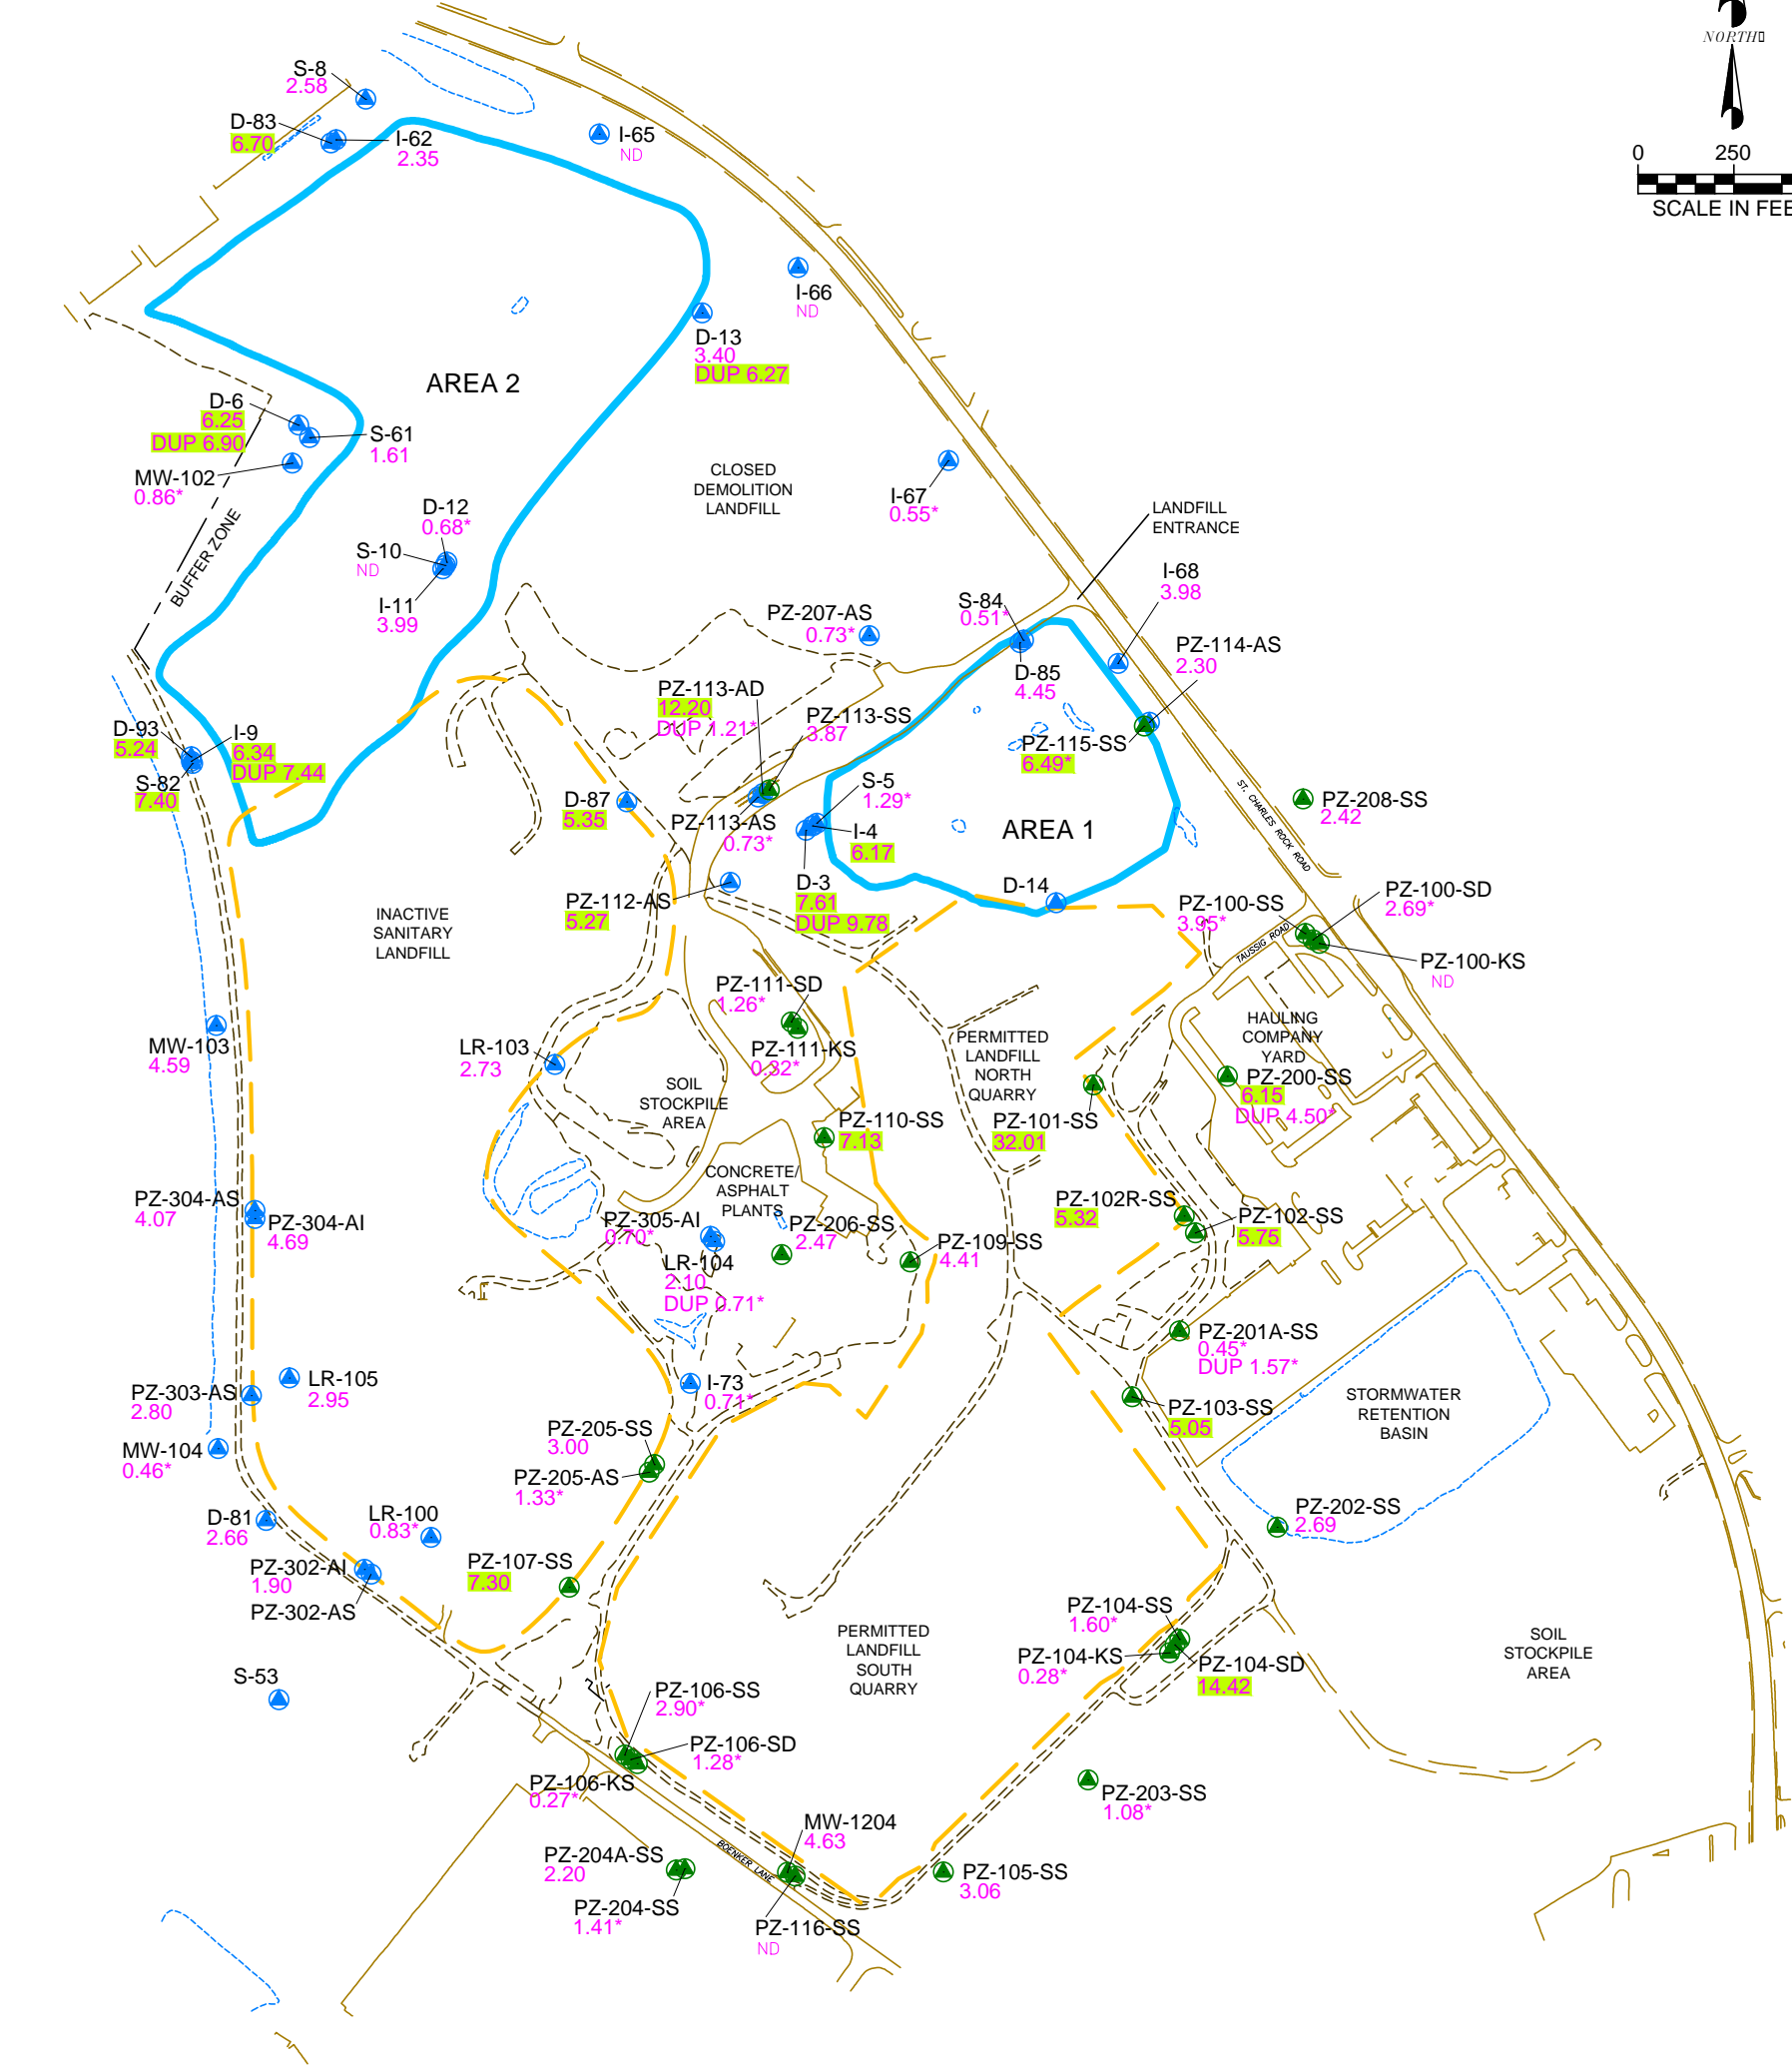 NORTH
0 250
SCALE IN FEE
S-8
2.58
D-83
6.70
I-62
2.35
I-65
ND
I-66
ND
D-13
3.40
DUP 6.27
AREA 2
D-6
6.25
DUP 6.90
S-61
1.61
MW-102
0.86*
BUFFER ZONE
D-12
0.68*
S-10
ND
I-11
3.99
CLOSED
DEMOLITION
LANDFILL
I-67
0.55*
LANDFILL
ENTRANCE
I-68
3.98
S-84
0.51*
PZ-207-AS
0.73*
D-85
4.45
PZ-114-AS
2.30
PZ-113-AD
12.20
DUP 1.21*
PZ-113-SS
3.87
PZ-115-SS
6.49*
D-93
5.24
I-9
6.34
DUP 7.44
S-82
7.40
D-87
5.35
PZ-113-AS
0.73*
S-5
1.29*
I-4
6.17
AREA 1
ST. CHARLES ROCK ROAD
PZ-208-SS
2.42
D-3
7.61
DUP 9.78
D-14
PZ-112-AS
5.27
PZ-100-SS
3.95*
PZ-100-SD
2.69*
PZ-100-KS
ND
TAUSSIG ROAD
INACTIVE
SANITARY
LANDFILL
PZ-111-SD
1.26*
PZ-111-KS
0.32*
MW-103
4.59
LR-103
2.73
SOIL
STOCKPILE
AREA
PERMITTED
LANDFILL
NORTH
QUARRY
HAULING
COMPANY
YARD
PZ-200-SS
6.15
DUP 4.50*
PZ-101-SS
32.01
PZ-110-SS
7.13
CONCRETE/
ASPHALT
PLANTS
PZ-304-AS
4.07
PZ-304-AI
4.69
PZ-305-AI
0.70*
PZ-206-SS
2.47
LR-104
2.10
DUP 0.71*
PZ-109-SS
4.41
PZ-102R-SS
5.32
PZ-102-SS
5.75
PZ-201A-SS
0.45*
DUP 1.57*
LR-105
2.95
PZ-303-AS
2.80
I-73
0.71*
PZ-103-SS
5.05
STORMWATER
RETENTION
BASIN
MW-104
0.46*
PZ-205-SS
3.00
PZ-205-AS
1.33*
D-81
2.66
LR-100
0.83*
PZ-202-SS
2.69
PZ-302-AI
1.90
PZ-302-AS
PZ-107-SS
7.30
PZ-104-SS
1.60*
PZ-104-KS
0.28*
PZ-104-SD
14.42
PERMITTED
LANDFILL
SOUTH
QUARRY
SOIL
STOCKPILE
AREA
S-53
PZ-106-SS
2.90*
PZ-106-SD
1.28*
PZ-106-KS
0.27*
PZ-203-SS
1.08*
MW-1204
4.63
BOENKER LANE
PZ-204A-SS
2.20
PZ-105-SS
3.06
PZ-204-SS
1.41*
PZ-116-SS
ND